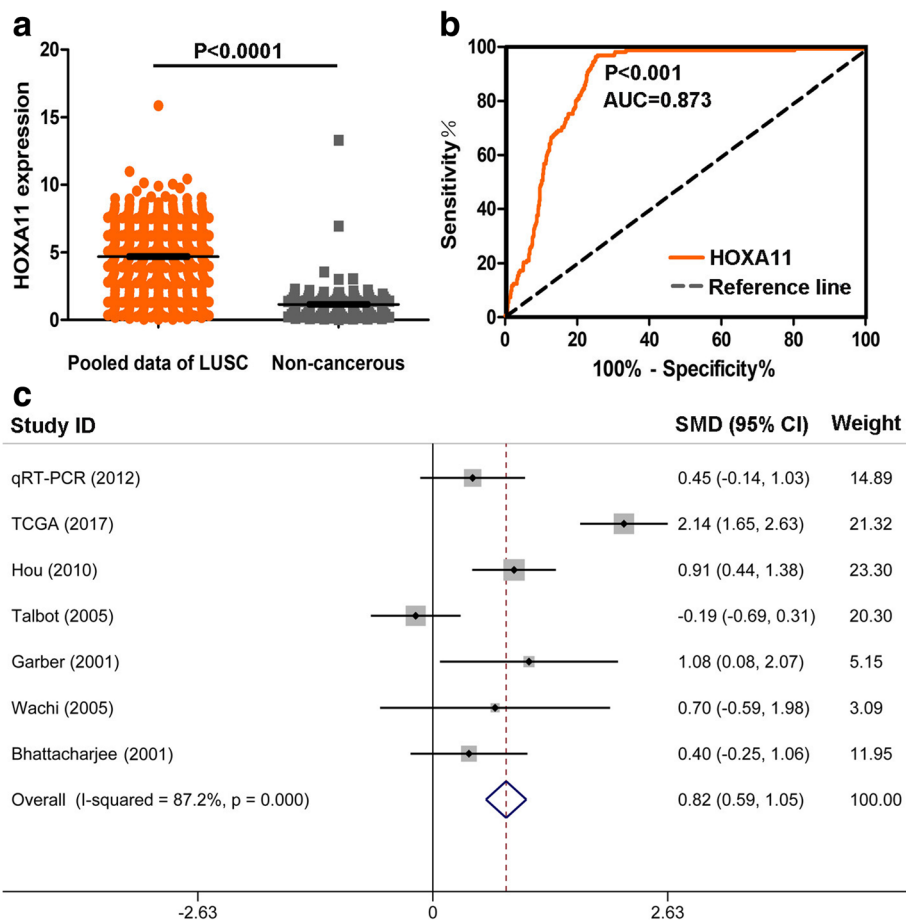 a
P<0.0001
HOXA11 expression
20
15
10
5
0
Pooled data of LUSC
Non-cancerous
b
Sensitivity%
100
80
60
40
20
0
P<0.001
AUC=0.873
HOXA11
Reference line
0 20 40 60 80 100
100% - Specificity%
c
Study ID SMD (95% CI) Weight
qRT-PCR (2012) 0.45 (-0.14, 1.03) 14.89
TCGA (2017) 2.14 (1.65, 2.63) 21.32
Hou (2010) 0.91 (0.44, 1.38) 23.30
Talbot (2005) -0.19 (-0.69, 0.31) 20.30
Garber (2001) 1.08 (0.08, 2.07) 5.15
Wachi (2005) 0.70 (-0.59, 1.98) 3.09
Bhattacharjee (2001) 0.40 (-0.25, 1.06) 11.95
Overall (I-squared = 87.2%, p = 0.000) 0.82 (0.59, 1.05) 100.00
-2.63 0 2.63